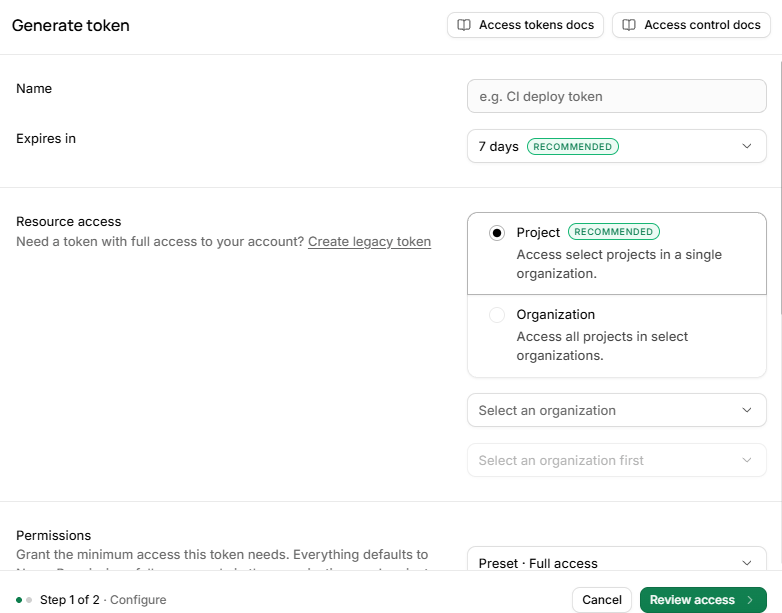 Generate token
Access tokens docs
Access control docs
Name
e.g. CI deploy token
Expires in
7 days RECOMMENDED
Resource access
Need a token with full access to your account? Create legacy token
Project RECOMMENDED
Access select projects in a single
organization.
Organization
Access all projects in select
organizations.
Select an organization
Select an organization first
Permissions
Grant the minimum access this token needs. Everything defaults to
Preset · Full access
Step 1 of 2 · Configure
Cancel
Review access